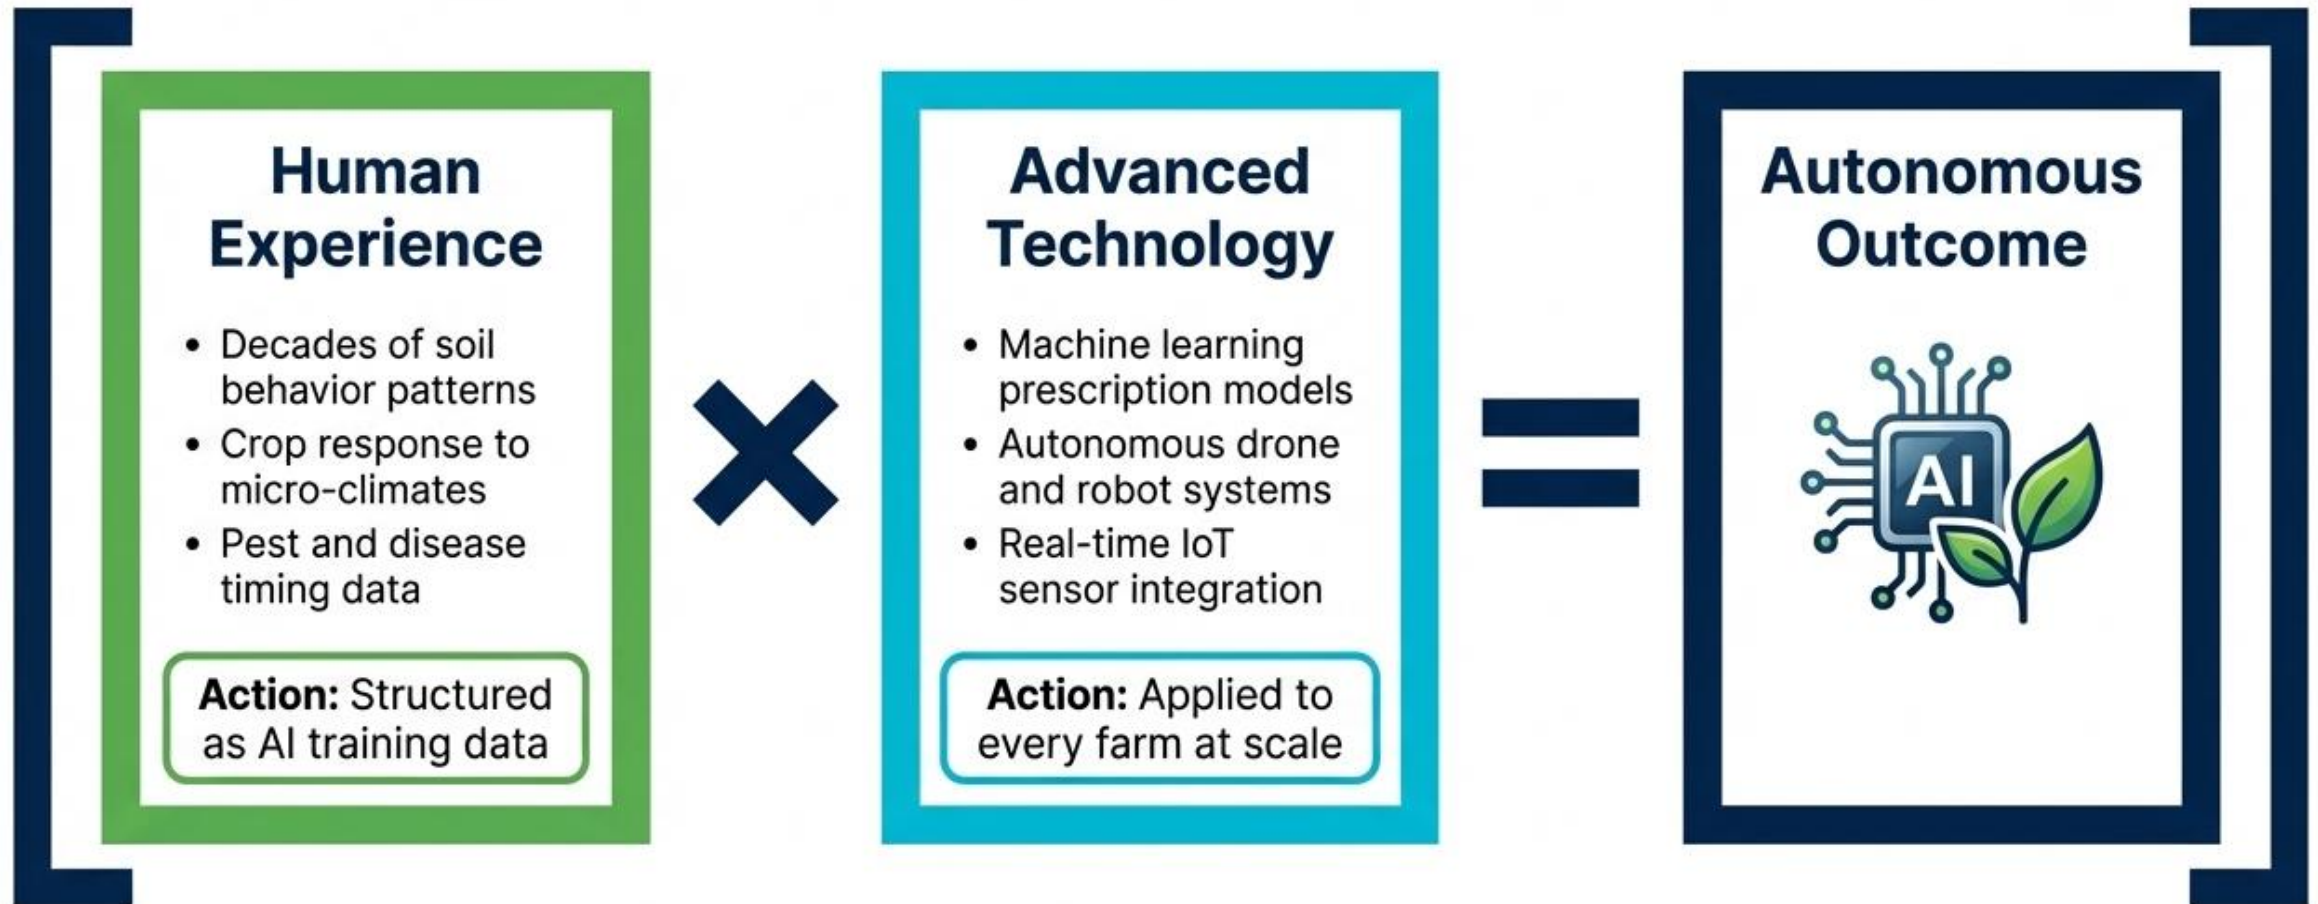 Human
Experience
• Decades of soil
behavior patterns
• Crop response to
micro-climates
• Pest and disease
timing data
Action: Structured
as AI training data
×
Advanced
Technology
• Machine learning
prescription models
• Autonomous drone
and robot systems
• Real-time IoT
sensor integration
Action: Applied to
every farm at scale
=
Autonomous
Outcome
AI